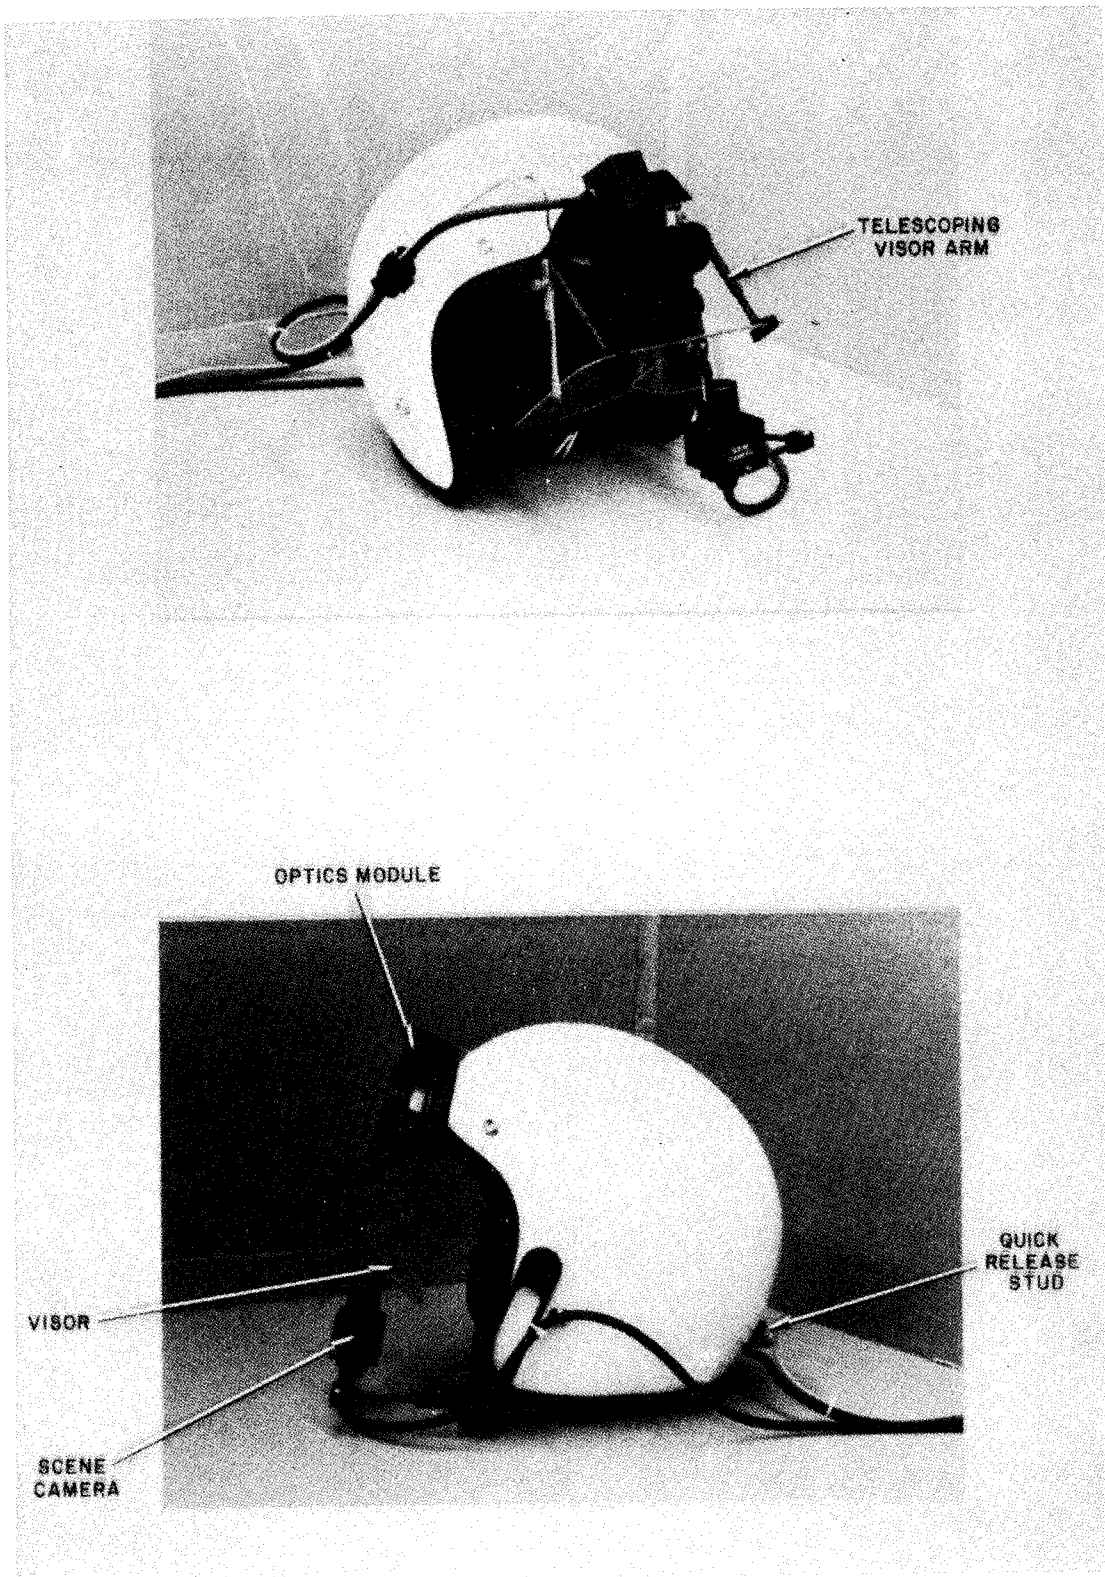 TELESCOPING
VISOR ARM
OPTICS MODULE
QUICK
RELEASE
STUD
VISOR
SCENE
CAMERA